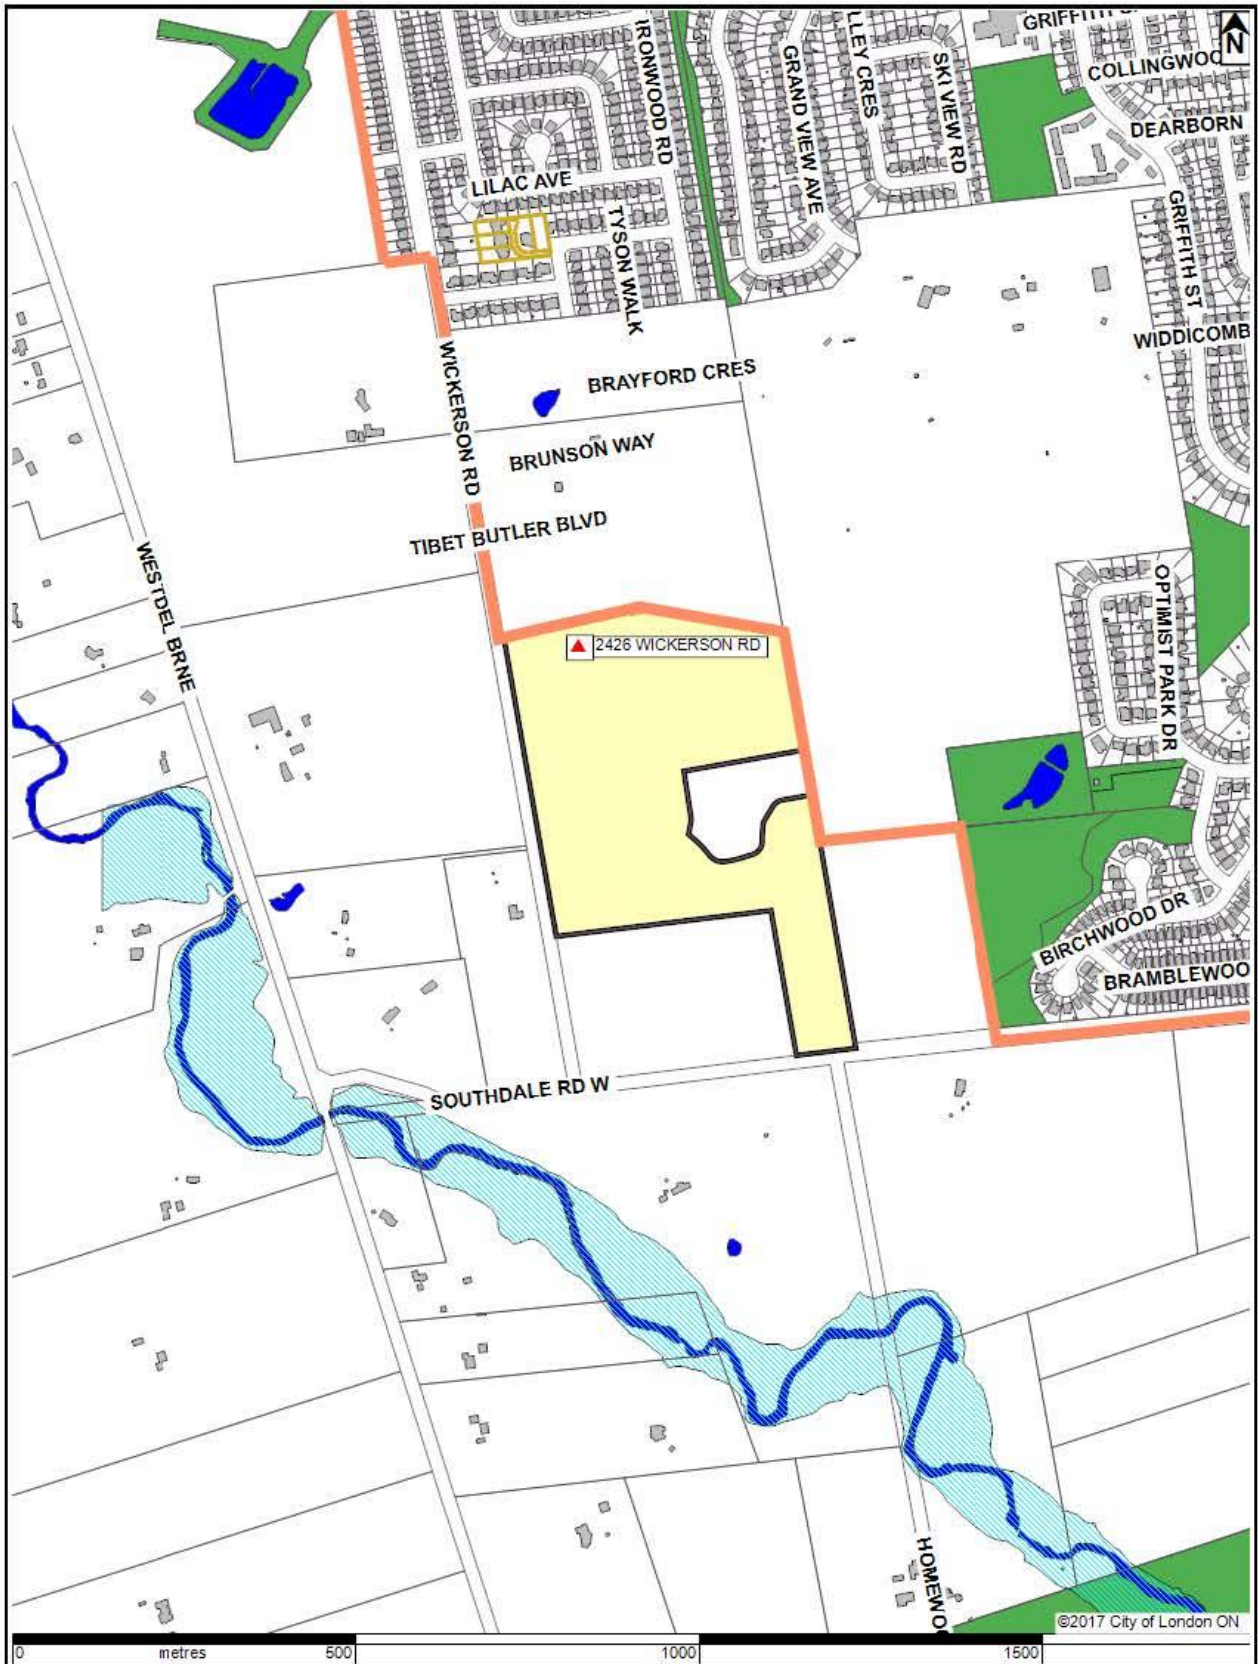 GRIFFITH
N
COLLINGWOO
DEARBORN
IRONWOOD RD
GRAND VIEW AVE
LLEY CRES
SKI VIEW RD
LILAC AVE
TYSON WALK
GRIFFITH ST
WIDDICOMB
WICKERSON RD
BRAYFORD CRES
BRUNSON WAY
TIBET BUTLER BLVD
WESTDEL BRNE
OPTIMIST PARK DR
2426 WICKERSON RD
BIRCHWOOD DR
BRAMBLEWOO
SOUTHDALE RD W
HOMEWO
©2017 City of London ON
0 metres 500 1000 1500